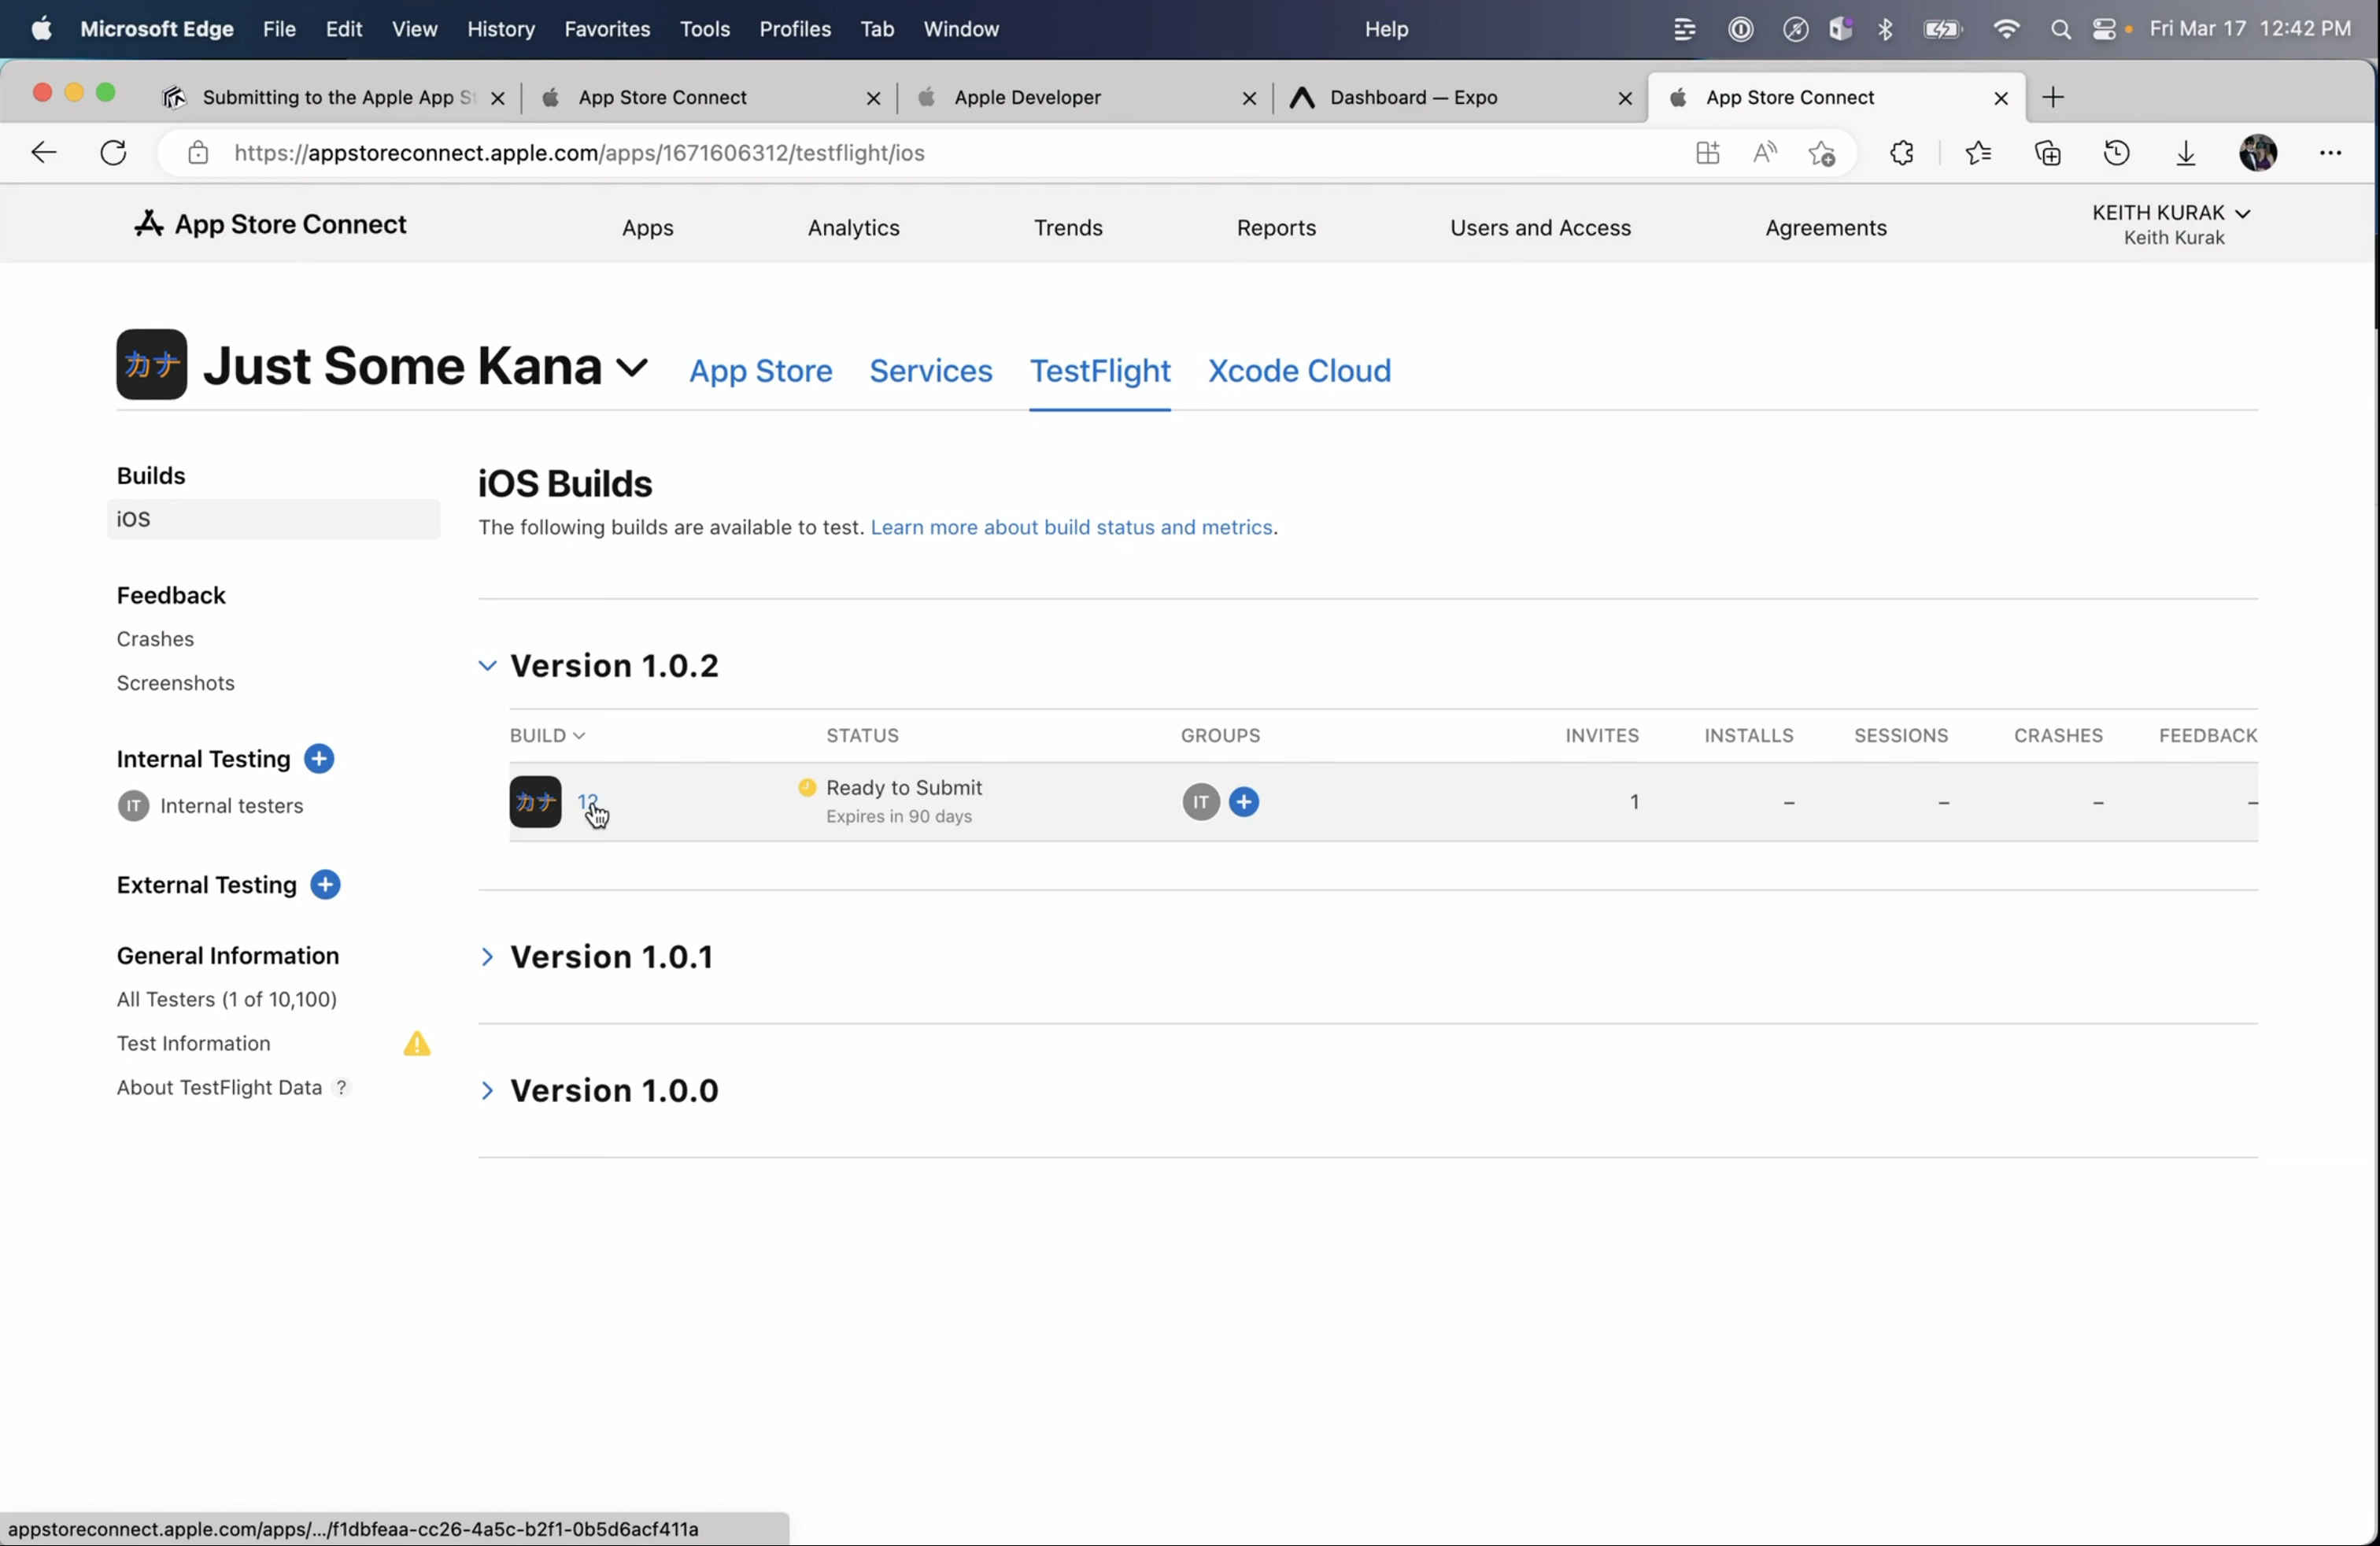 Microsoft Edge File Edit View History Favorites Tools Profiles Tab Window Help Fri Mar 17 12:42 PM
Submitting to the Apple App St App Store Connect Apple Developer Dashboard — Expo App Store Connect
https://appstoreconnect.apple.com/apps/1671606312/testflight/ios
App Store Connect Apps Analytics Trends Reports Users and Access Agreements KEITH KURAK
Keith Kurak
カナ Just Some Kana App Store Services TestFlight Xcode Cloud
Builds
iOS
Feedback
Crashes
Screenshots
Internal Testing
IT Internal testers
External Testing
General Information
All Testers (1 of 10,100)
Test Information
About TestFlight Data ?
iOS Builds
The following builds are available to test. Learn more about build status and metrics.
Version 1.0.2
BUILD STATUS GROUPS INVITES INSTALLS SESSIONS CRASHES FEEDBACK
カナ Ready to Submit IT 1 – – – –
Expires in 90 days
Version 1.0.1
Version 1.0.0
appstoreconnect.apple.com/apps/.../f1dbfeaa-cc26-4a5c-b2f1-0b5d6acf411a